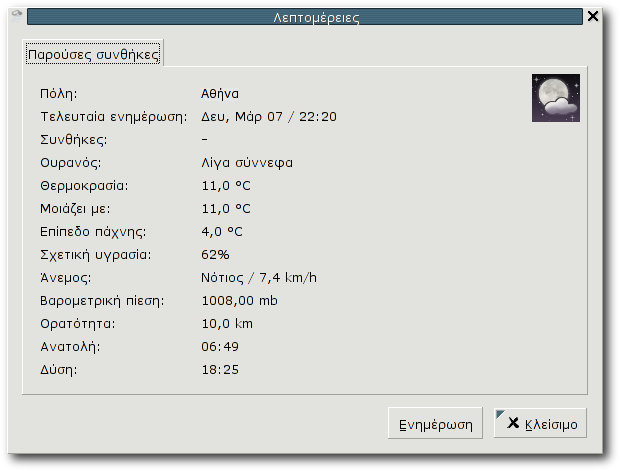 Λεπτομέρειες
Παρούσες συνθήκες
Πόλη: Αθήνα
Τελευταία ενημέρωση: Δευ, Μάρ 07 / 22:20
Συνθήκες: -
Ουρανός: Λίγα σύννεφα
Θερμοκρασία: 11,0 °C
Μοιάζει με: 11,0 °C
Επίπεδο πάχνης: 4,0 °C
Σχετική υγρασία: 62%
Άνεμος: Νότιος / 7,4 km/h
Βαρομετρική πίεση: 1008,00 mb
Ορατότητα: 10,0 km
Ανατολή: 06:49
Δύση: 18:25
Ενημέρωση Κλείσιμο